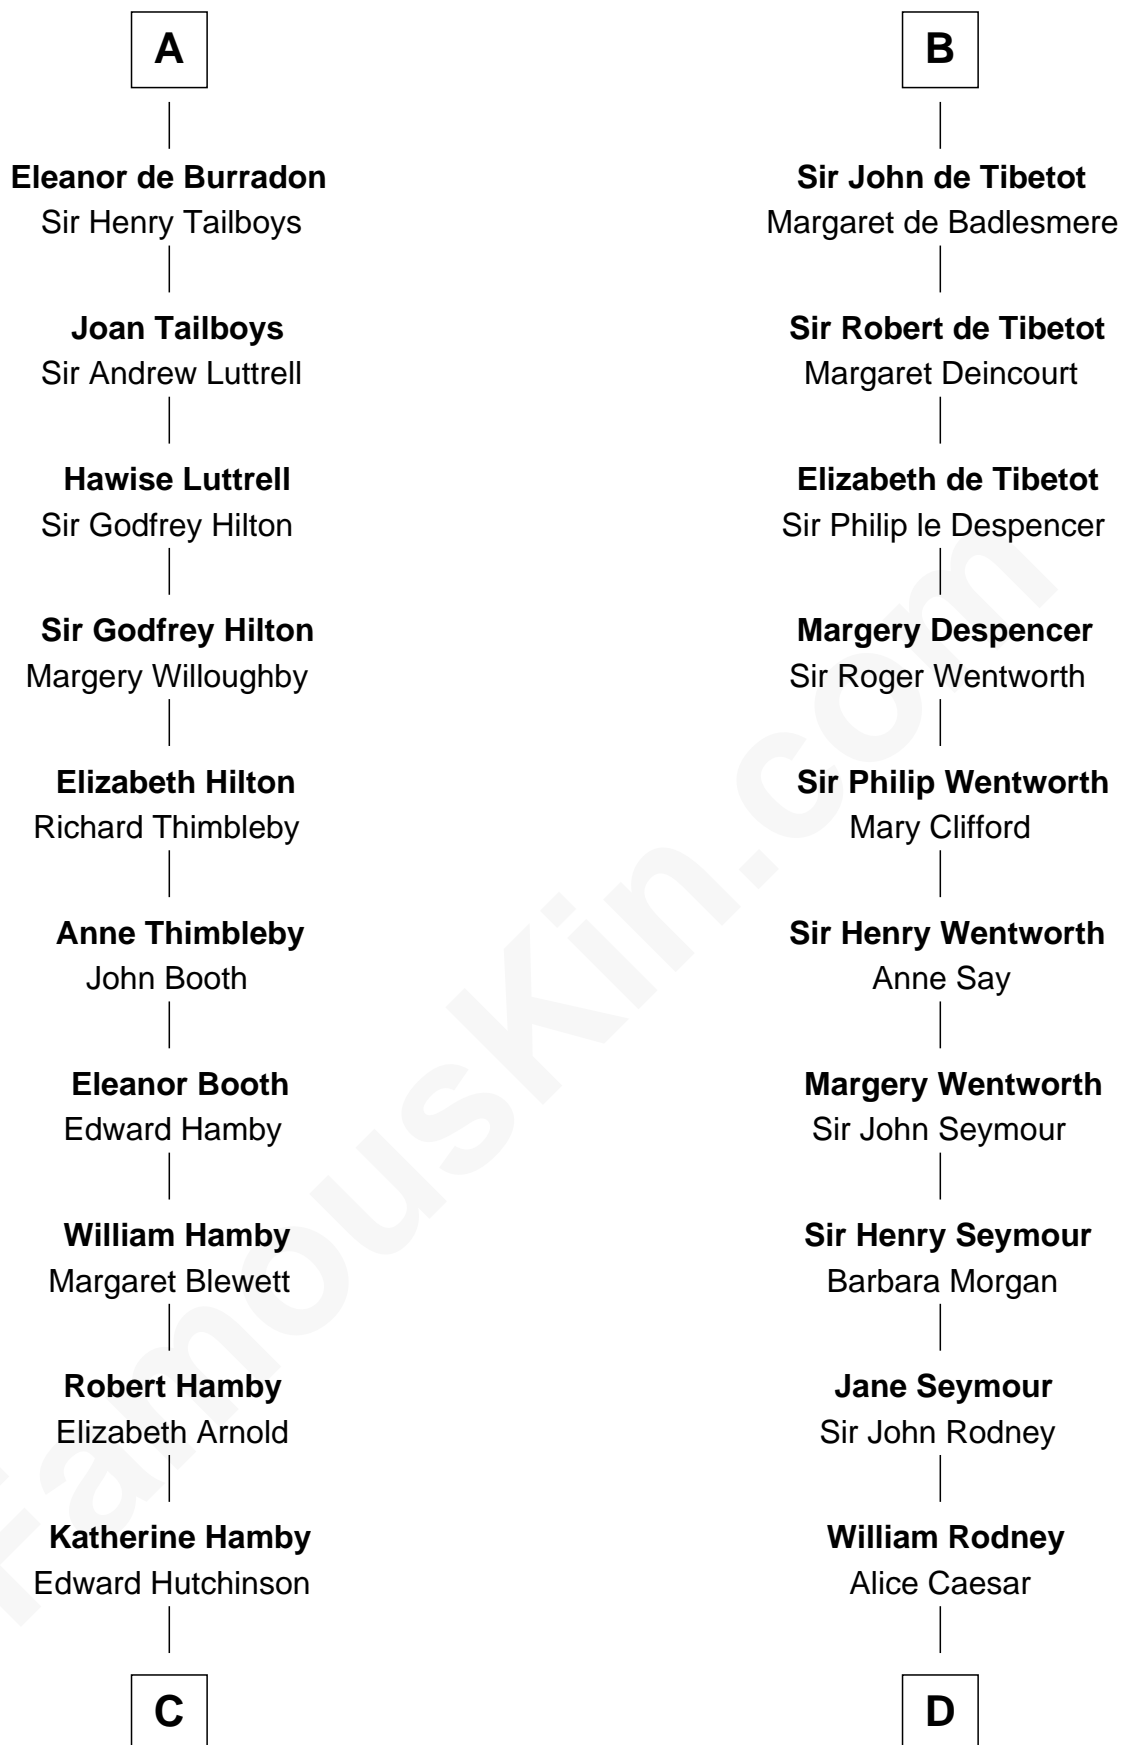 A
Eleanor de Burradon
Sir Henry Tailboys
Joan Tailboys
Sir Andrew Luttrell
Hawise Luttrell
Sir Godfrey Hilton
Sir Godfrey Hilton
Margery Willoughby
Elizabeth Hilton
Richard Thimbleby
Anne Thimbleby
John Booth
Eleanor Booth
Edward Hamby
William Hamby
Margaret Blewett
Robert Hamby
Elizabeth Arnold
Katherine Hamby
Edward Hutchinson
C
B
Sir John de Tibetot
Margaret de Badlesmere
Sir Robert de Tibetot
Margaret Deincourt
Elizabeth de Tibetot
Sir Philip le Despencer
Margery Despencer
Sir Roger Wentworth
Sir Philip Wentworth
Mary Clifford
Sir Henry Wentworth
Anne Say
Margery Wentworth
Sir John Seymour
Sir Henry Seymour
Barbara Morgan
Jane Seymour
Sir John Rodney
William Rodney
Alice Caesar
D
FamousKin.com